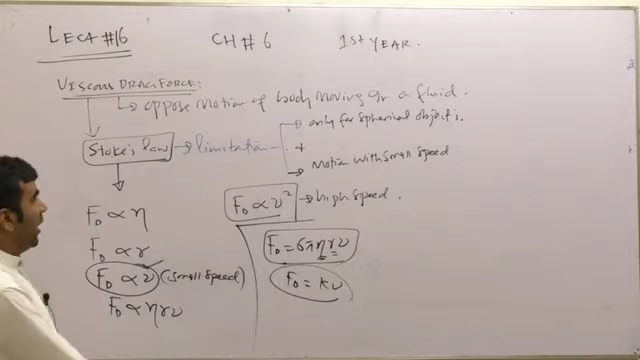 LEC#16 CH#6 1ST YEAR.
VISCOUS DRAG FORCE:
↳ oppose motion of body moving in a fluid.
→ only for spherical objects.
Stoke's law → limitation - +
→ Motion with small speed.
F_D ∝ v² → high speed.
F_D ∝ η
F_D ∝ r
F_D = 6πηrv
F_D ∝ v (small speed)
F_D = kv
F_D ∝ ηrv